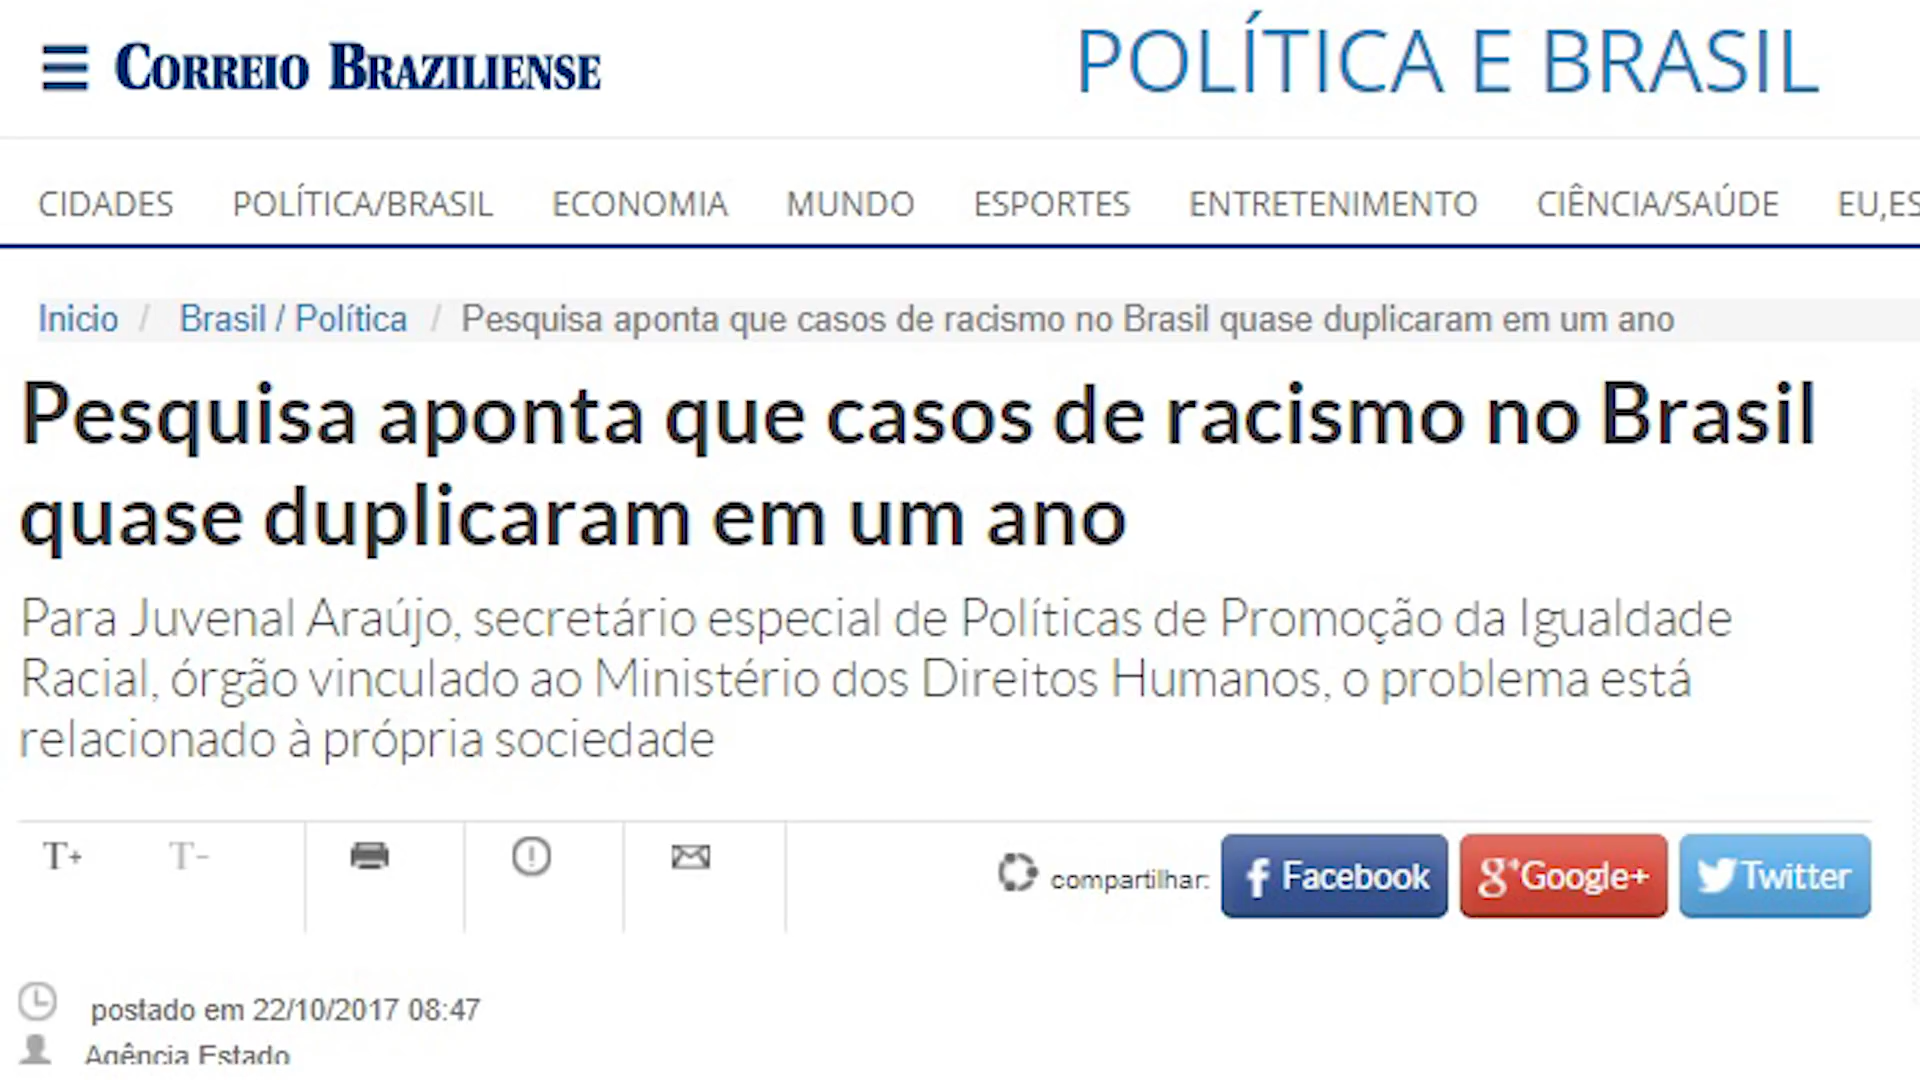 CORREIO BRAZILIENSE
POLÍTICA E BRASIL
CIDADES POLÍTICA/BRASIL ECONOMIA MUNDO ESPORTES ENTRETENIMENTO CIÊNCIA/SAÚDE EU,ES
Inicio / Brasil / Política / Pesquisa aponta que casos de racismo no Brasil quase duplicaram em um ano
Pesquisa aponta que casos de racismo no Brasil
quase duplicaram em um ano
Para Juvenal Araújo, secretário especial de Políticas de Promoção da Igualdade
Racial, órgão vinculado ao Ministério dos Direitos Humanos, o problema está
relacionado à própria sociedade
T+ T- compartilhar: f Facebook g+ Google+ Twitter
postado em 22/10/2017 08:47
Agência Estado